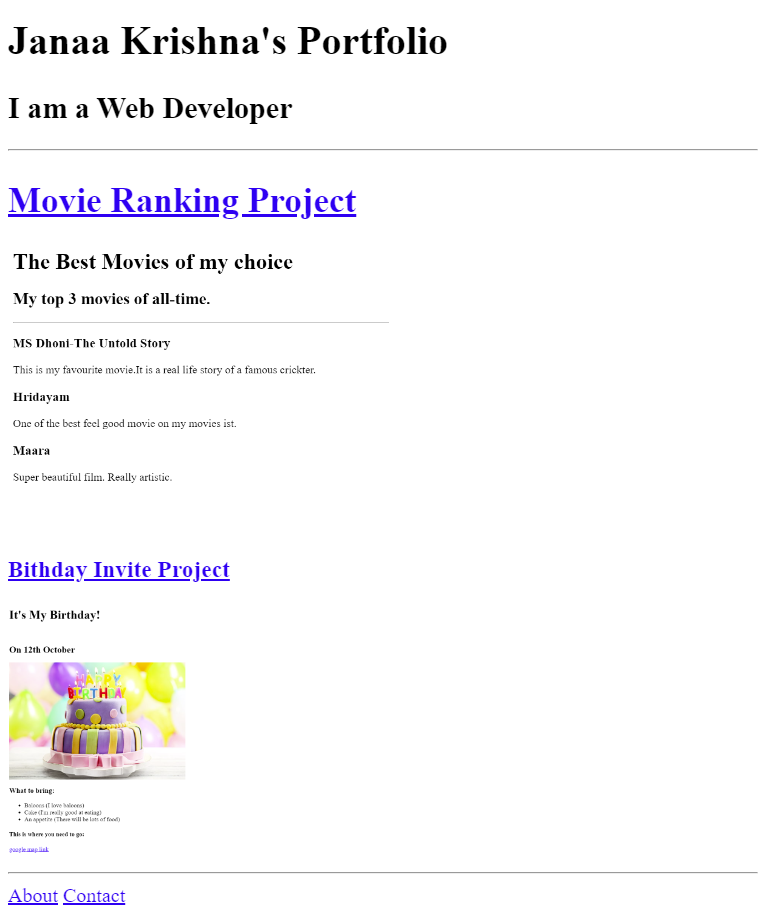 Janaa Krishna's Portfolio
I am a Web Developer
Movie Ranking Project
The Best Movies of my choice
My top 3 movies of all-time.
MS Dhoni-The Untold Story
This is my favourite movie.It is a real life story of a famous crickter.
Hridayam
One of the best feel good movie on my movies ist.
Maara
Super beautiful film. Really artistic.
Bithday Invite Project
It's My Birthday!
On 12th October
HAPPY
BIRTHDAY
What to bring:
Baloons (I love baloons)
Cake (I'm really good at eating)
An appetite (There will be lots of food)
This is where you need to go:
google map link
About Contact